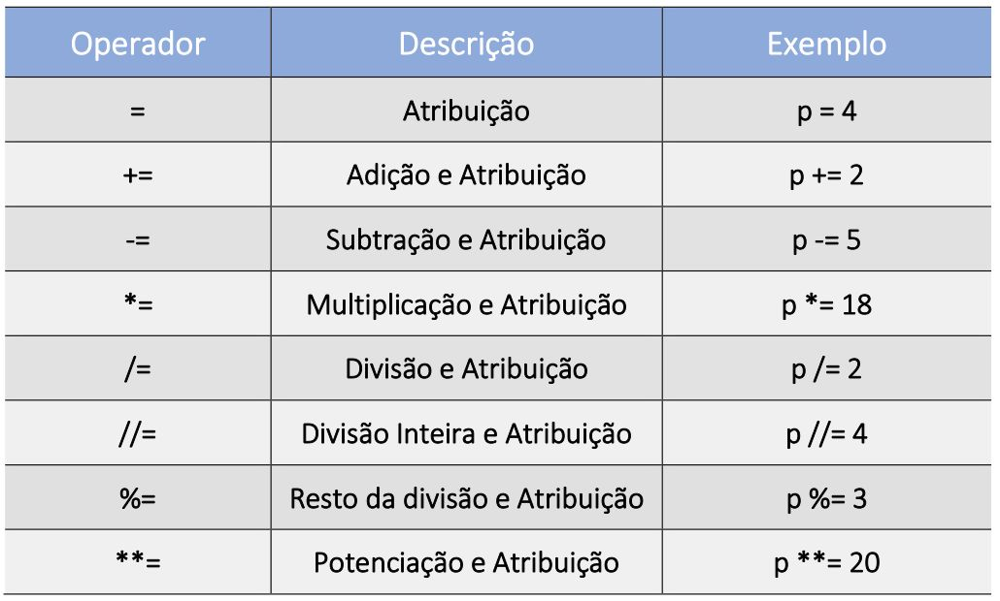 Operador Descrição Exemplo
= Atribuição p = 4
+= Adição e Atribuição p += 2
-= Subtração e Atribuição p -= 5
*= Multiplicação e Atribuição p *= 18
/= Divisão e Atribuição p /= 2
//= Divisão Inteira e Atribuição p //= 4
%= Resto da divisão e Atribuição p %= 3
**= Potenciação e Atribuição p **= 20